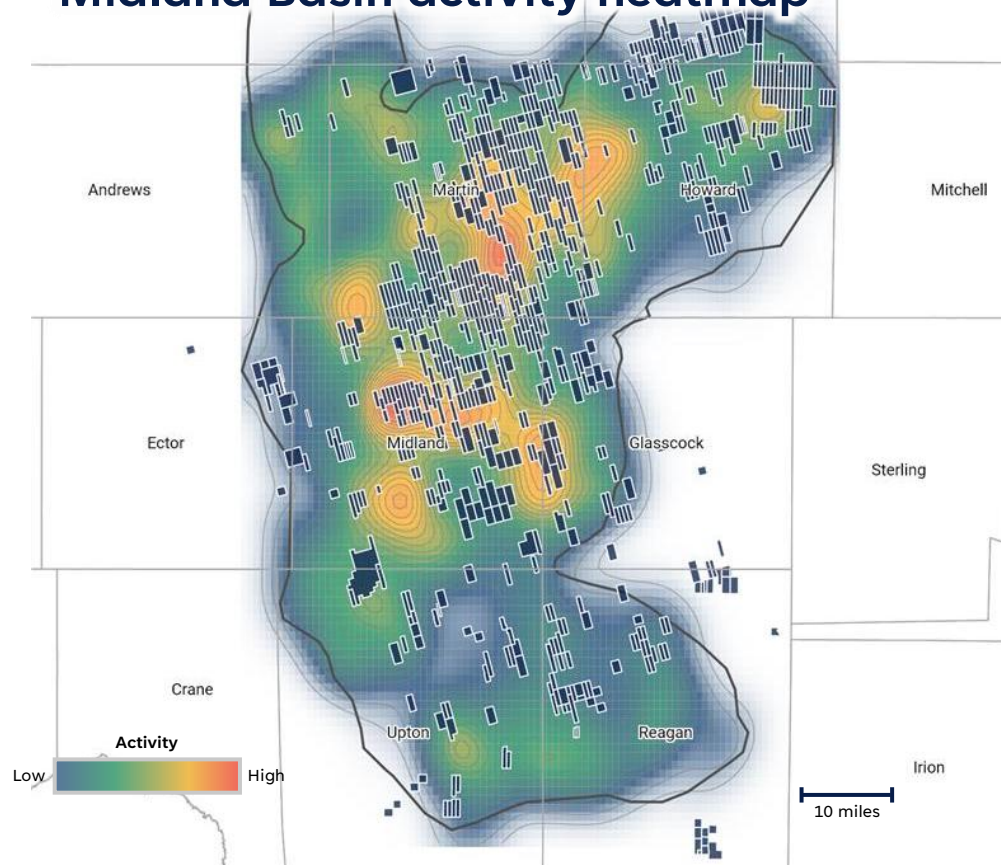 Midland Basin activity heatmap
Andrews
Martin
Howard
Mitchell
Ector
Midland
Glasscock
Sterling
Crane
Upton
Reagan
Irion
Activity
Low
High
10 miles